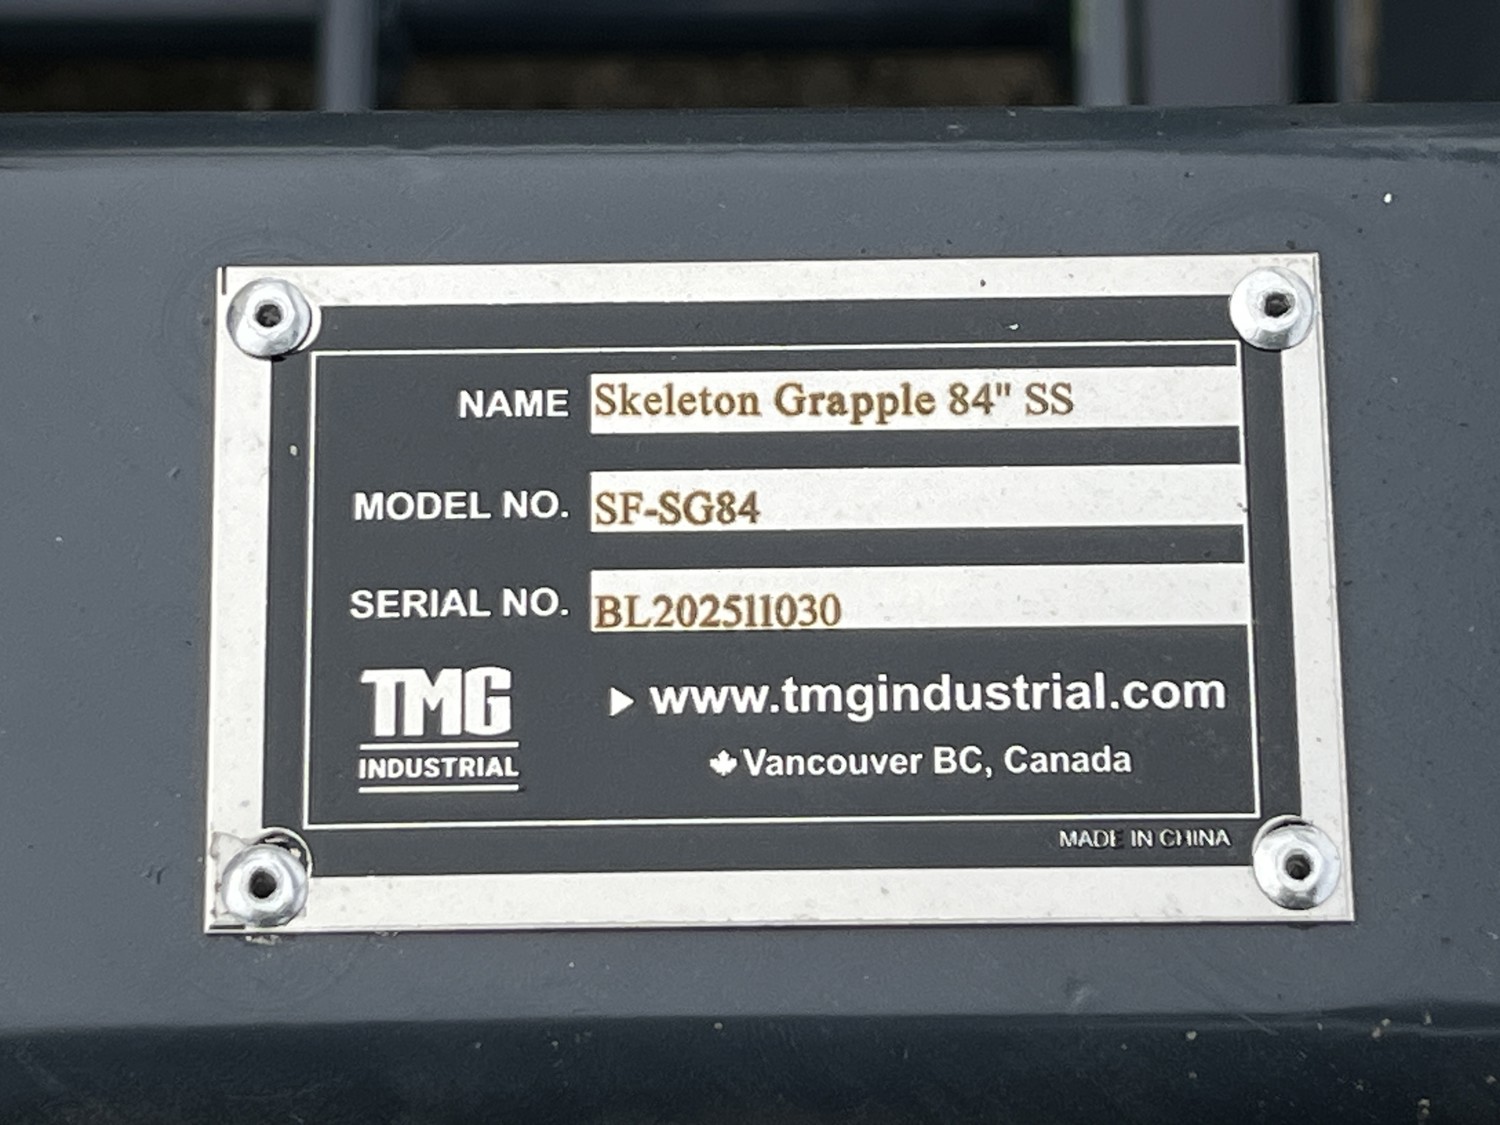 NAME Skeleton Grapple 84" SS
MODEL NO. SF-SG84
SERIAL NO. BL202511030
TMG
INDUSTRIAL
www.tmgindustrial.com
Vancouver BC, Canada
MADE IN CHINA